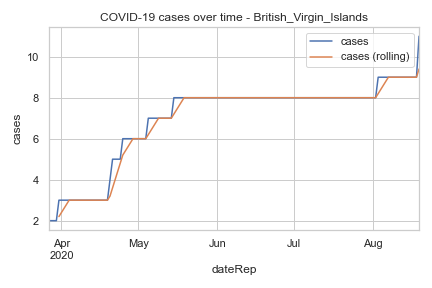 COVID-19 cases over time - British_Virgin_Islands
cases
cases (rolling)
cases
10
8
6
4
2
Apr
2020
May
Jun
Jul
Aug
dateRep